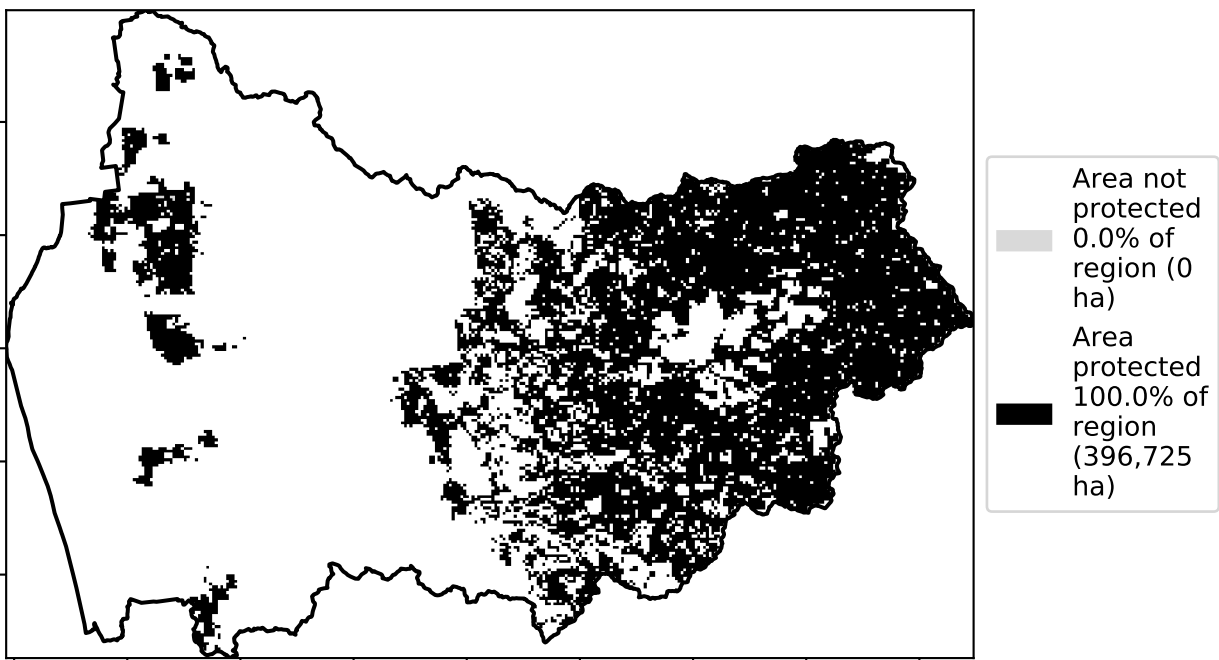 Area not
protected
0.0% of
region (0
ha)
Area
protected
100.0% of
region
(396,725
ha)